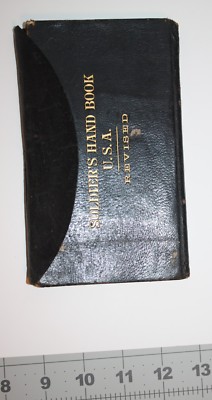 SOLDIER'S HAND BOOK
U.S.A.
REVISED
8 9 10 11 12 13